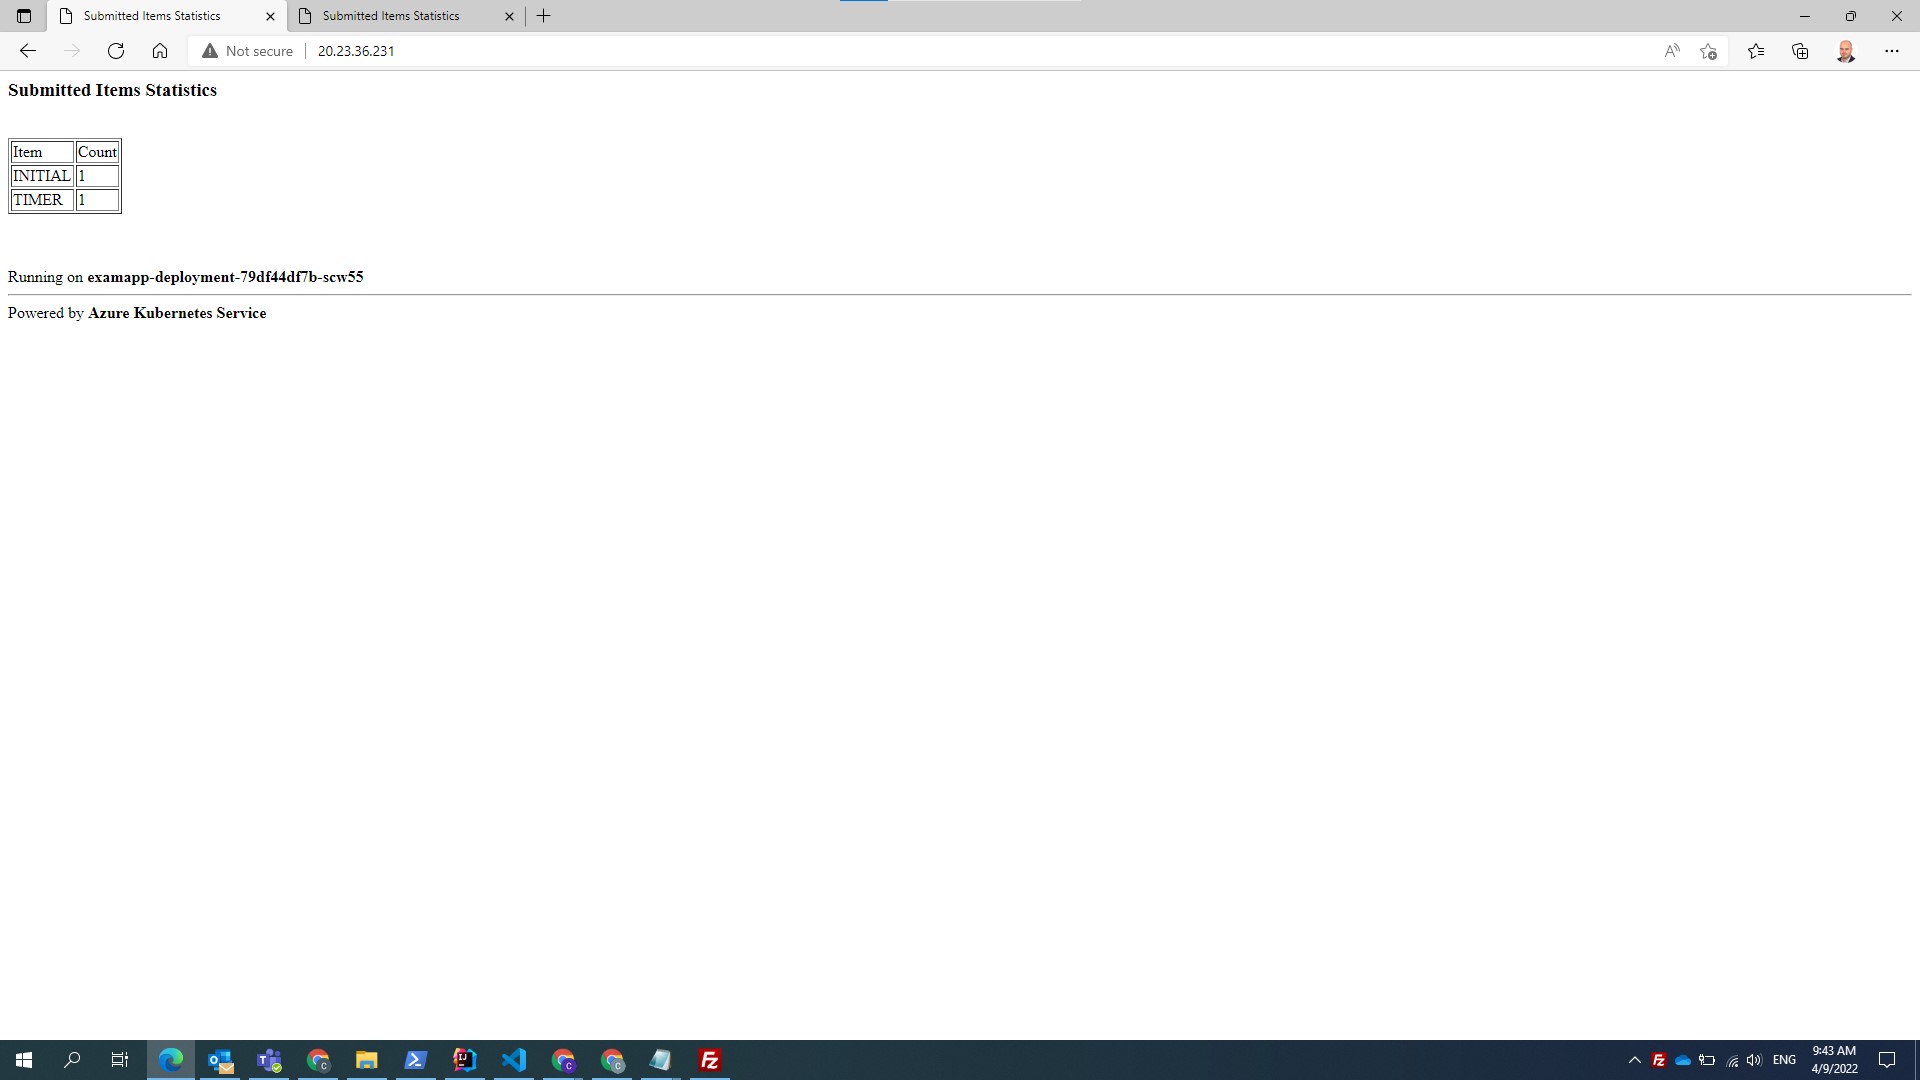 Submitted Items Statistics
Submitted Items Statistics
Not secure
20.23.36.231
Submitted Items Statistics
Item Count
INITIAL 1
TIMER 1
Running on examapp-deployment-79df44df7b-scw55
Powered by Azure Kubernetes Service
ENG
9:43 AM
4/9/2022